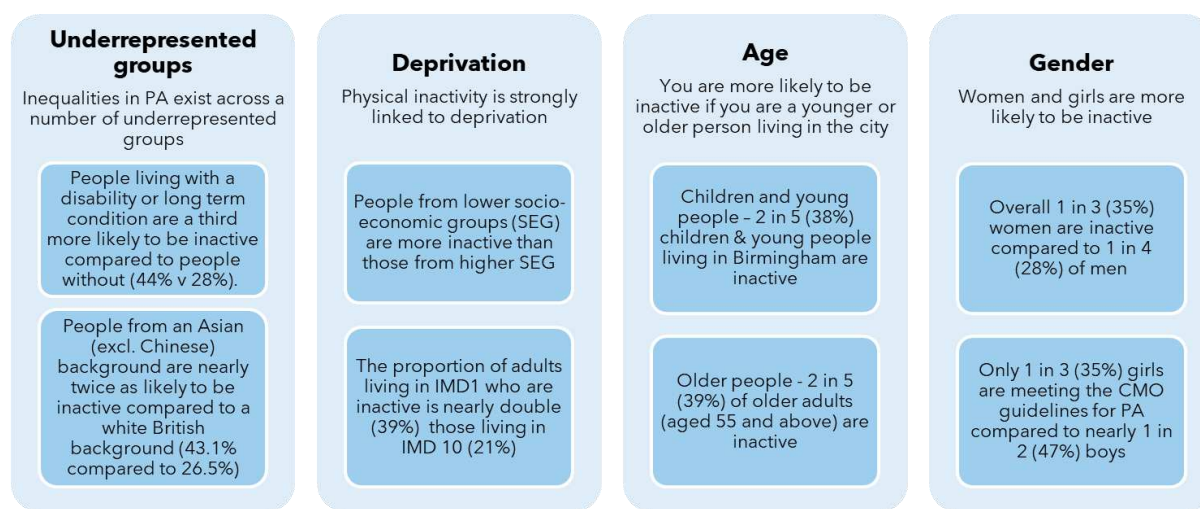 Underrepresented
groups
Inequalities in PA exist across a
number of underrepresented
groups
People living with a
disability or long term
condition are a third
more likely to be inactive
compared to people
without (44% v 28%).
People from an Asian
(excl. Chinese)
background are nearly
twice as likely to be
inactive compared to a
white British
background (43.1%
compared to 26.5%)
Deprivation
Physical inactivity is strongly
linked to deprivation
People from lower socio-
economic groups (SEG)
are more inactive than
those from higher SEG
The proportion of adults
living in IMD1 who are
inactive is nearly double
(39%) those living in
IMD 10 (21%)
Age
You are more likely to be
inactive if you are a younger or
older person living in the city
Children and young
people – 2 in 5 (38%)
children & young people
living in Birmingham are
inactive
Older people - 2 in 5
(39%) of older adults
(aged 55 and above) are
inactive
Gender
Women and girls are more
likely to be inactive
Overall 1 in 3 (35%)
women are inactive
compared to 1 in 4
(28%) of men
Only 1 in 3 (35%) girls
are meeting the CMO
guidelines for PA
compared to nearly 1 in
2 (47%) boys